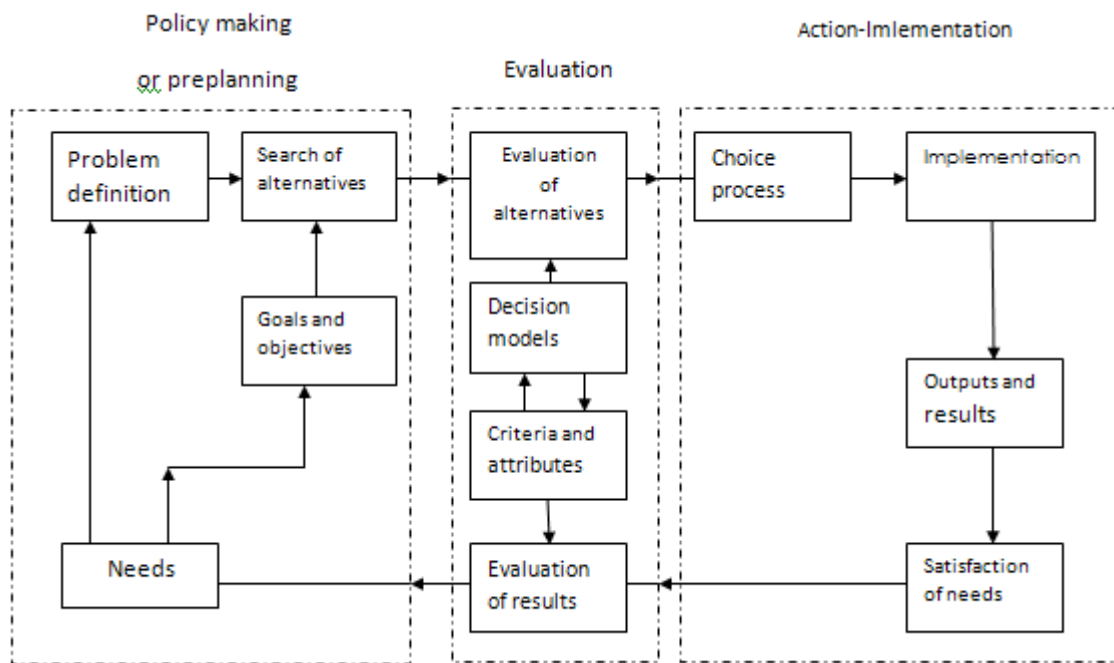 Policy making
or preplanning
Evaluation
Action-Imlementation
Problem
definition
Search of
alternatives
Evaluation
of
alternatives
Choice
process
Implementation
Goals and
objectives
Decision
models
Outputs and
results
Criteria and
attributes
Needs
Evaluation
of results
Satisfaction
of needs